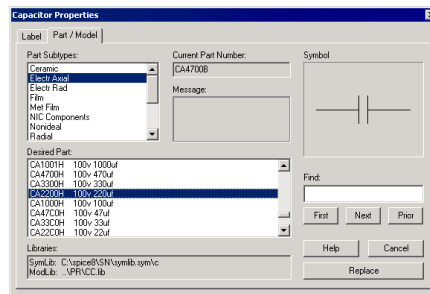 Capacitor Properties
Label Part / Model
Part Subtypes:
Ceramic
Electr Axial
Electr Rad
Film
Met Film
NIC Components
Nonideal
Radial
Current Part Number:
CA4700B
Message:
Symbol
Desired Part:
CA1001H 100v 1000uf
CA4700H 100v 470uf
CA3300H 100v 330uf
CA2200H 100v 220uf
CA1000H 100v 100uf
CA47C0H 100v 47uf
CA33C0H 100v 33uf
CA22C0H 100v 22uf
Find:
First Next Prior
Libraries:
SymLib: C:\spice8\SN\symlib.sym\c
ModLib: ...\PR\CC.lib
Help Cancel
Replace